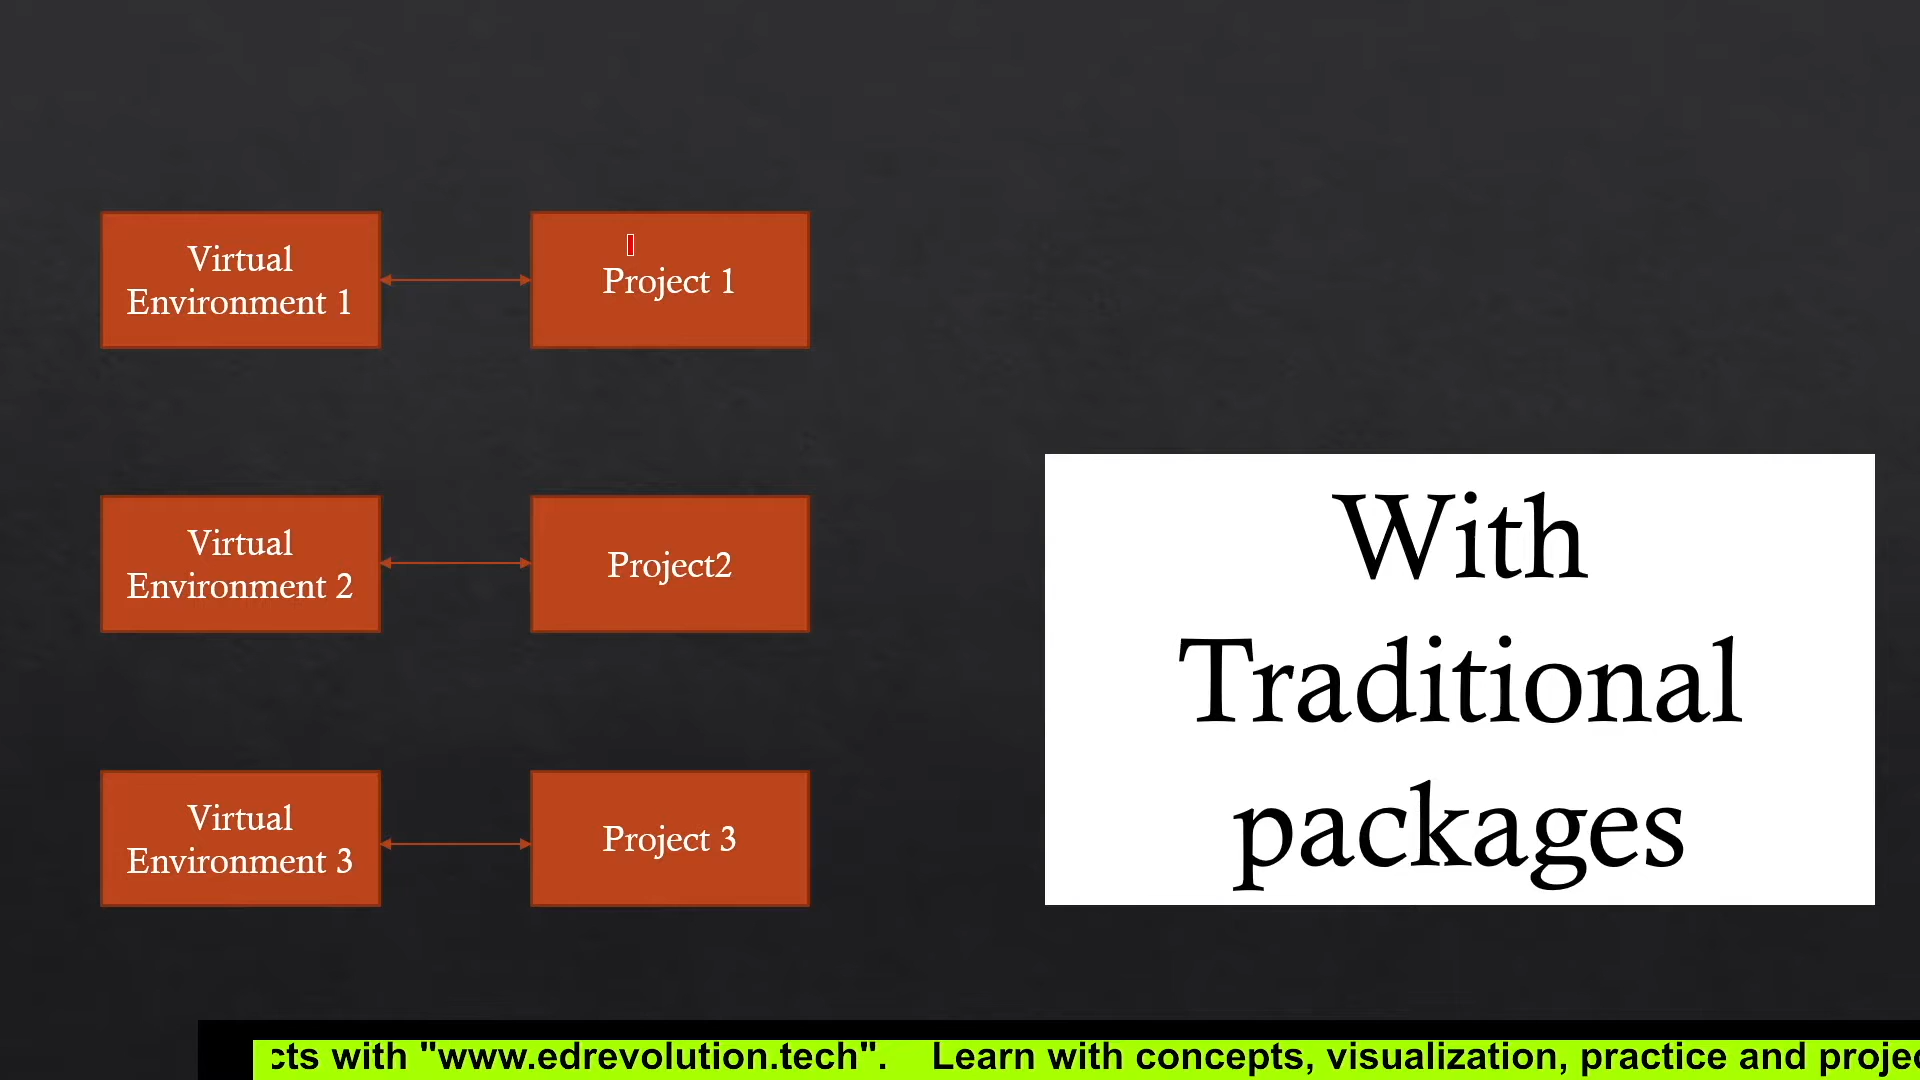 Virtual
Environment 1
Project 1
Virtual
Environment 2
Project2
Virtual
Environment 3
Project 3
With
Traditional
packages
cts with "www.edrevolution.tech". Learn with concepts, visualization, practice and projec